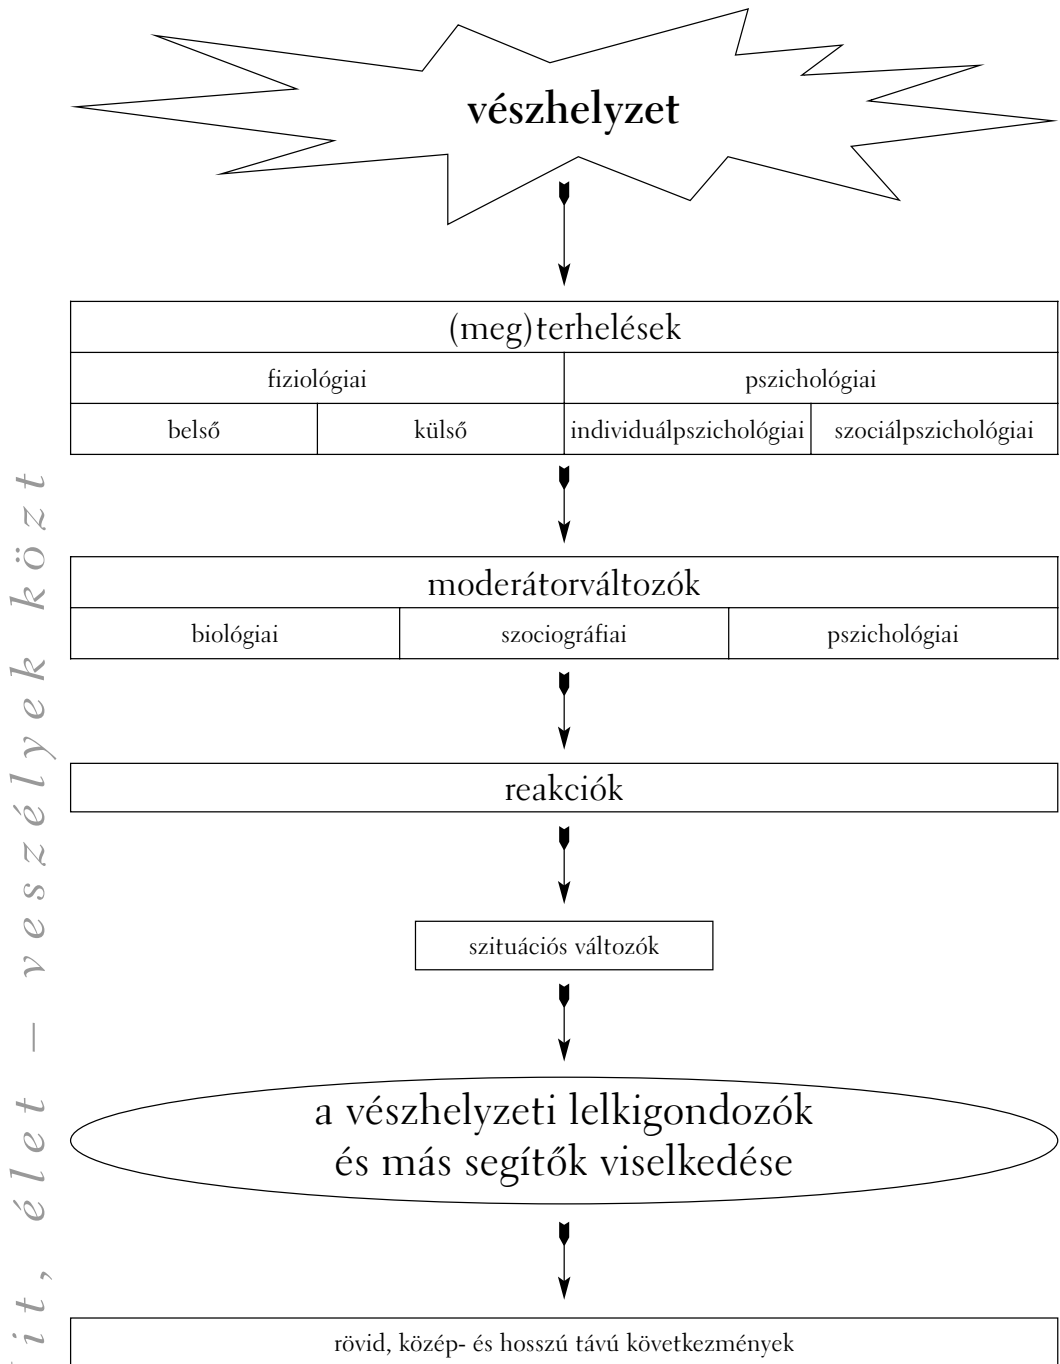 vészhelyzet
(meg)terhelések
fiziológiai pszichológiai
belső külső individuálpszichológiai szociálpszichológiai
moderátorváltozók
biológiai szociográfiai pszichológiai
reakciók
szituációs változók
a vészhelyzeti lelkigondozók
és más segítők viselkedése
rövid, közép- és hosszú távú következmények
élet – veszélyek közt